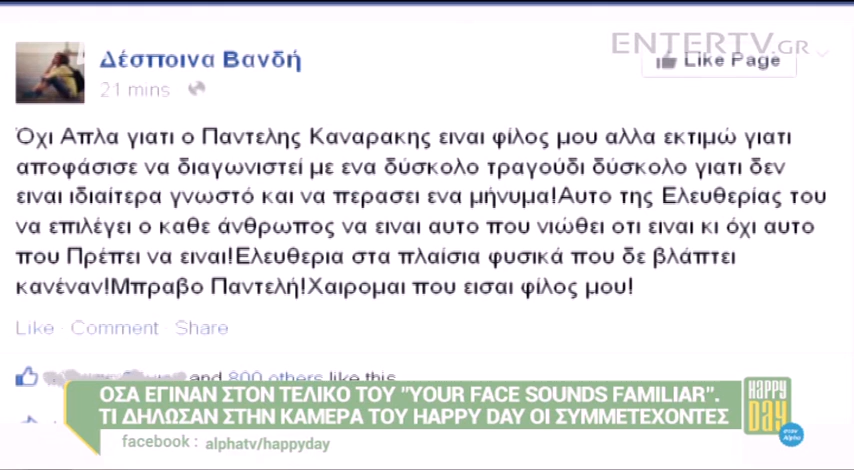 ENTERTV.GR
Δέσποινα Βανδή
Like Page
21 mins
Όχι Απλα γιατι ο Παντελης Καναρακης ειναι φίλος μου αλλα εκτιμώ γιατι
αποφάσισε να διαγωνιστεί με ενα δύσκολο τραγούδι δύσκολο γιατι δεν
ειναι ιδιαίτερα γνωστό και να περασει ενα μήνυμα!Αυτο της Ελευθερίας του
να επιλέγει ο καθε άνθρωπος να ειναι αυτο που νιώθει οτι ειναι κι όχι αυτο
που Πρέπει να ειναι!Ελευθερια στα πλαίσια φυσικά που δε βλάπτει
κανέναν!Μπραβο Παντελή!Χαιρομαι που εισαι φίλος μου!
Like · Comment · Share
and 800 others like this
ΟΣΑ ΕΓΙΝΑΝ ΣΤΟΝ ΤΕΛΙΚΟ ΤΟΥ "YOUR FACE SOUNDS FAMILIAR".
ΤΙ ΔΗΛΩΣΑΝ ΣΤΗΝ ΚΑΜΕΡΑ ΤΟΥ HAPPY DAY ΟΙ ΣΥΜΜΕΤΕΧΟΝΤΕΣ
facebook : alphatv/happyday
HAPPY
DAY
στον
Alpha